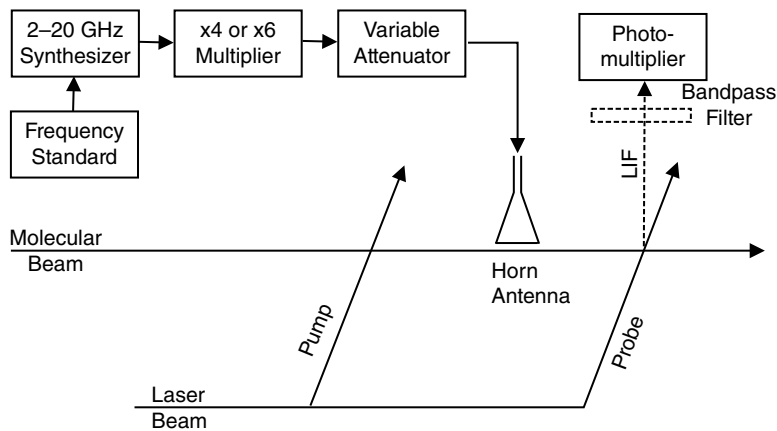 2–20 GHz
Synthesizer
x4 or x6
Multiplier
Variable
Attenuator
Photo-
multiplier
Bandpass
Filter
Frequency
Standard
LIF
Molecular
Beam
Horn
Antenna
Pump
Probe
Laser
Beam